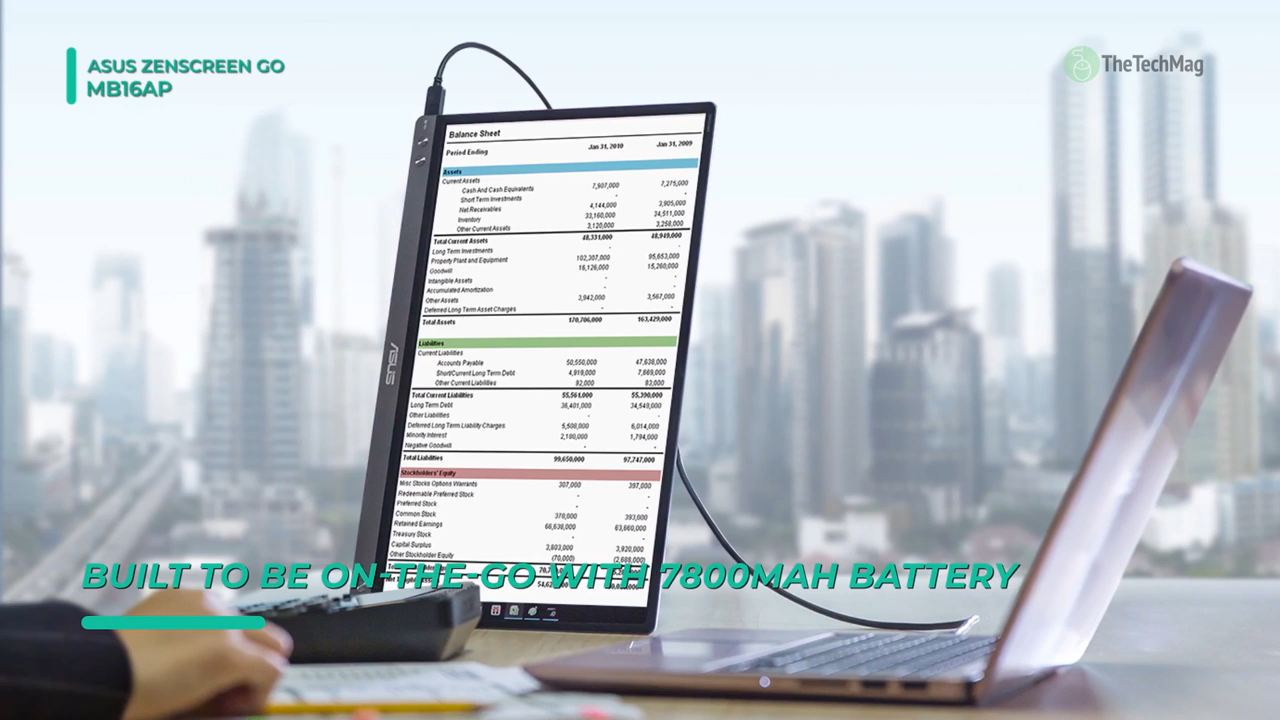 ASUS ZENSCREEN GO
MB16AP
TheTechMag
Balance Sheet
Period Ending Jan 31, 2010 Jan 31, 2009
Assets
Current Assets
Cash And Cash Equivalents 7,907,000 7,275,000
Short Term Investments - -
Net Receivables 4,144,000 3,905,000
Inventory 33,160,000 34,511,000
Other Current Assets 3,120,000 3,258,000
Total Current Assets 48,331,000 48,949,000
Long Term Investments - -
Property Plant and Equipment 102,307,000 95,653,000
Goodwill 16,126,000 15,260,000
Intangible Assets - -
Accumulated Amortization - -
Other Assets 3,942,000 3,567,000
Deferred Long Term Asset Charges - -
Total Assets 170,706,000 163,429,000
Liabilities
Current Liabilities
Accounts Payable 50,550,000 47,638,000
Short/Current Long Term Debt 4,919,000 7,669,000
Other Current Liabilities 92,000 83,000
Total Current Liabilities 55,561,000 55,390,000
Long Term Debt 36,401,000 34,549,000
Other Liabilities - -
Deferred Long Term Liability Charges 5,508,000 6,014,000
Minority Interest 2,180,000 1,794,000
Negative Goodwill - -
Total Liabilities 99,650,000 97,747,000
Stockholders' Equity
Misc Stocks Options Warrants 307,000 397,000
Redeemable Preferred Stock - -
Preferred Stock - -
Common Stock 378,000 393,000
Retained Earnings 66,638,000 63,660,000
Treasury Stock - -
Capital Surplus 3,803,000 3,920,000
Other Stockholder Equity (70,000) (2,688,000)
ASUS
BUILT TO BE ON-THE-GO WITH 7800MAH BATTERY